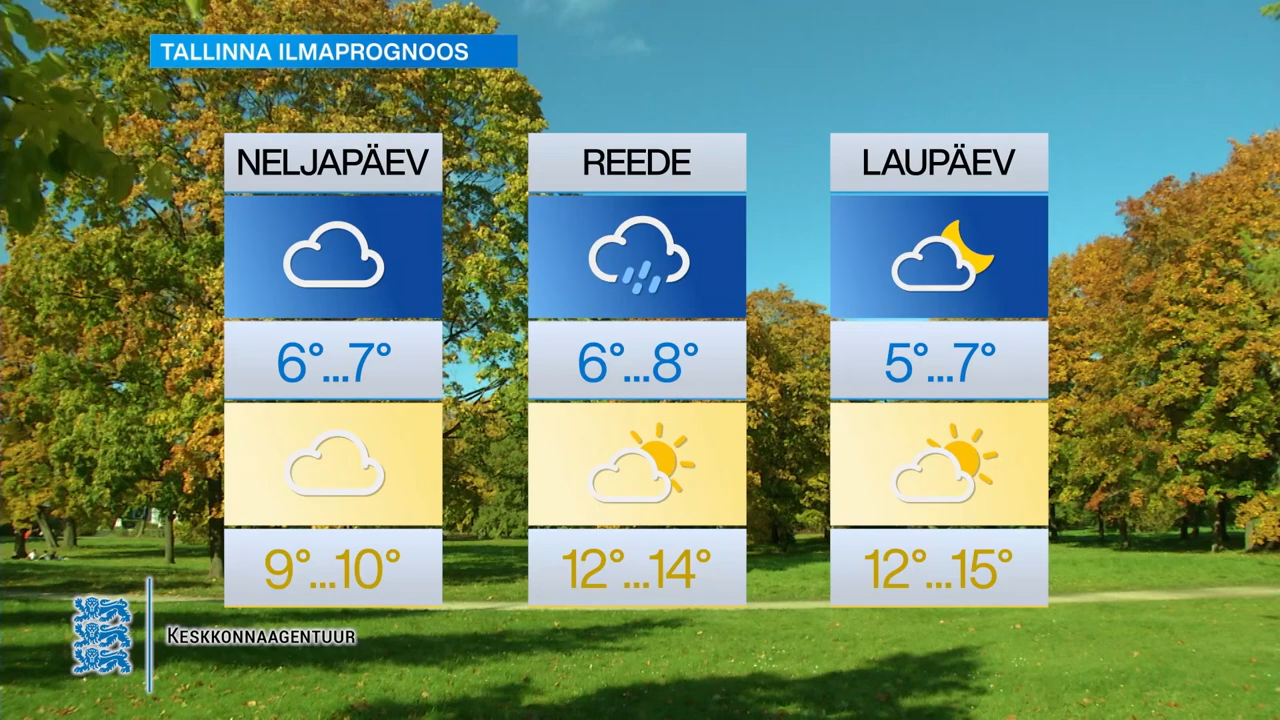 TALLINNA ILMAPROGNOOS
NELJAPÄEV
6°...7°
9°...10°
REEDE
6°...8°
12°...14°
LAUPÄEV
5°...7°
12°...15°
KESKKONNAAGENTUUR